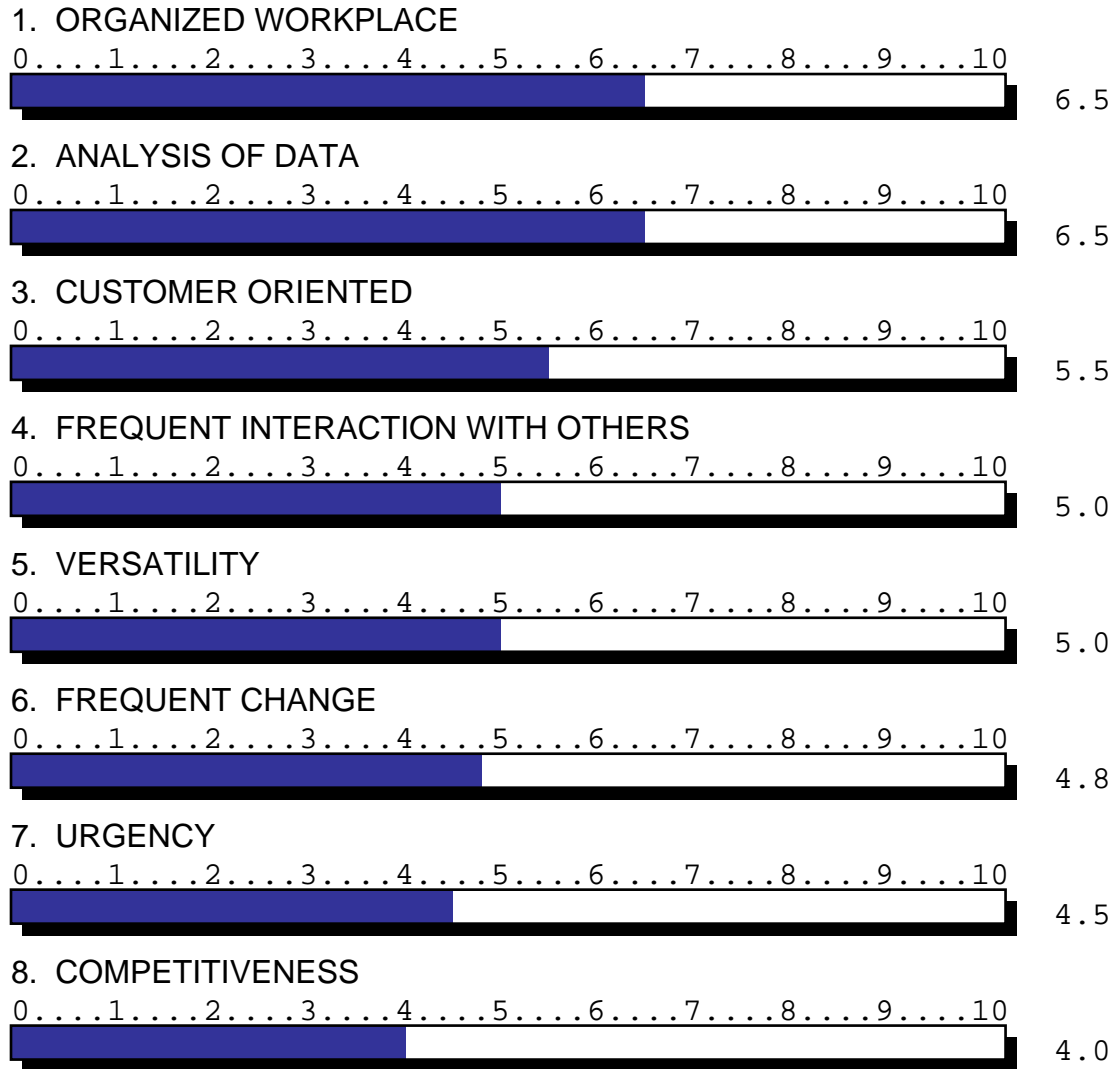 1. ORGANIZED WORKPLACE
0....1....2....3....4....5....6....7....8....9....10
6.5
2. ANALYSIS OF DATA
0....1....2....3....4....5....6....7....8....9....10
6.5
3. CUSTOMER ORIENTED
0....1....2....3....4....5....6....7....8....9....10
5.5
4. FREQUENT INTERACTION WITH OTHERS
0....1....2....3....4....5....6....7....8....9....10
5.0
5. VERSATILITY
0....1....2....3....4....5....6....7....8....9....10
5.0
6. FREQUENT CHANGE
0....1....2....3....4....5....6....7....8....9....10
4.8
7. URGENCY
0....1....2....3....4....5....6....7....8....9....10
4.5
8. COMPETITIVENESS
0....1....2....3....4....5....6....7....8....9....10
4.0